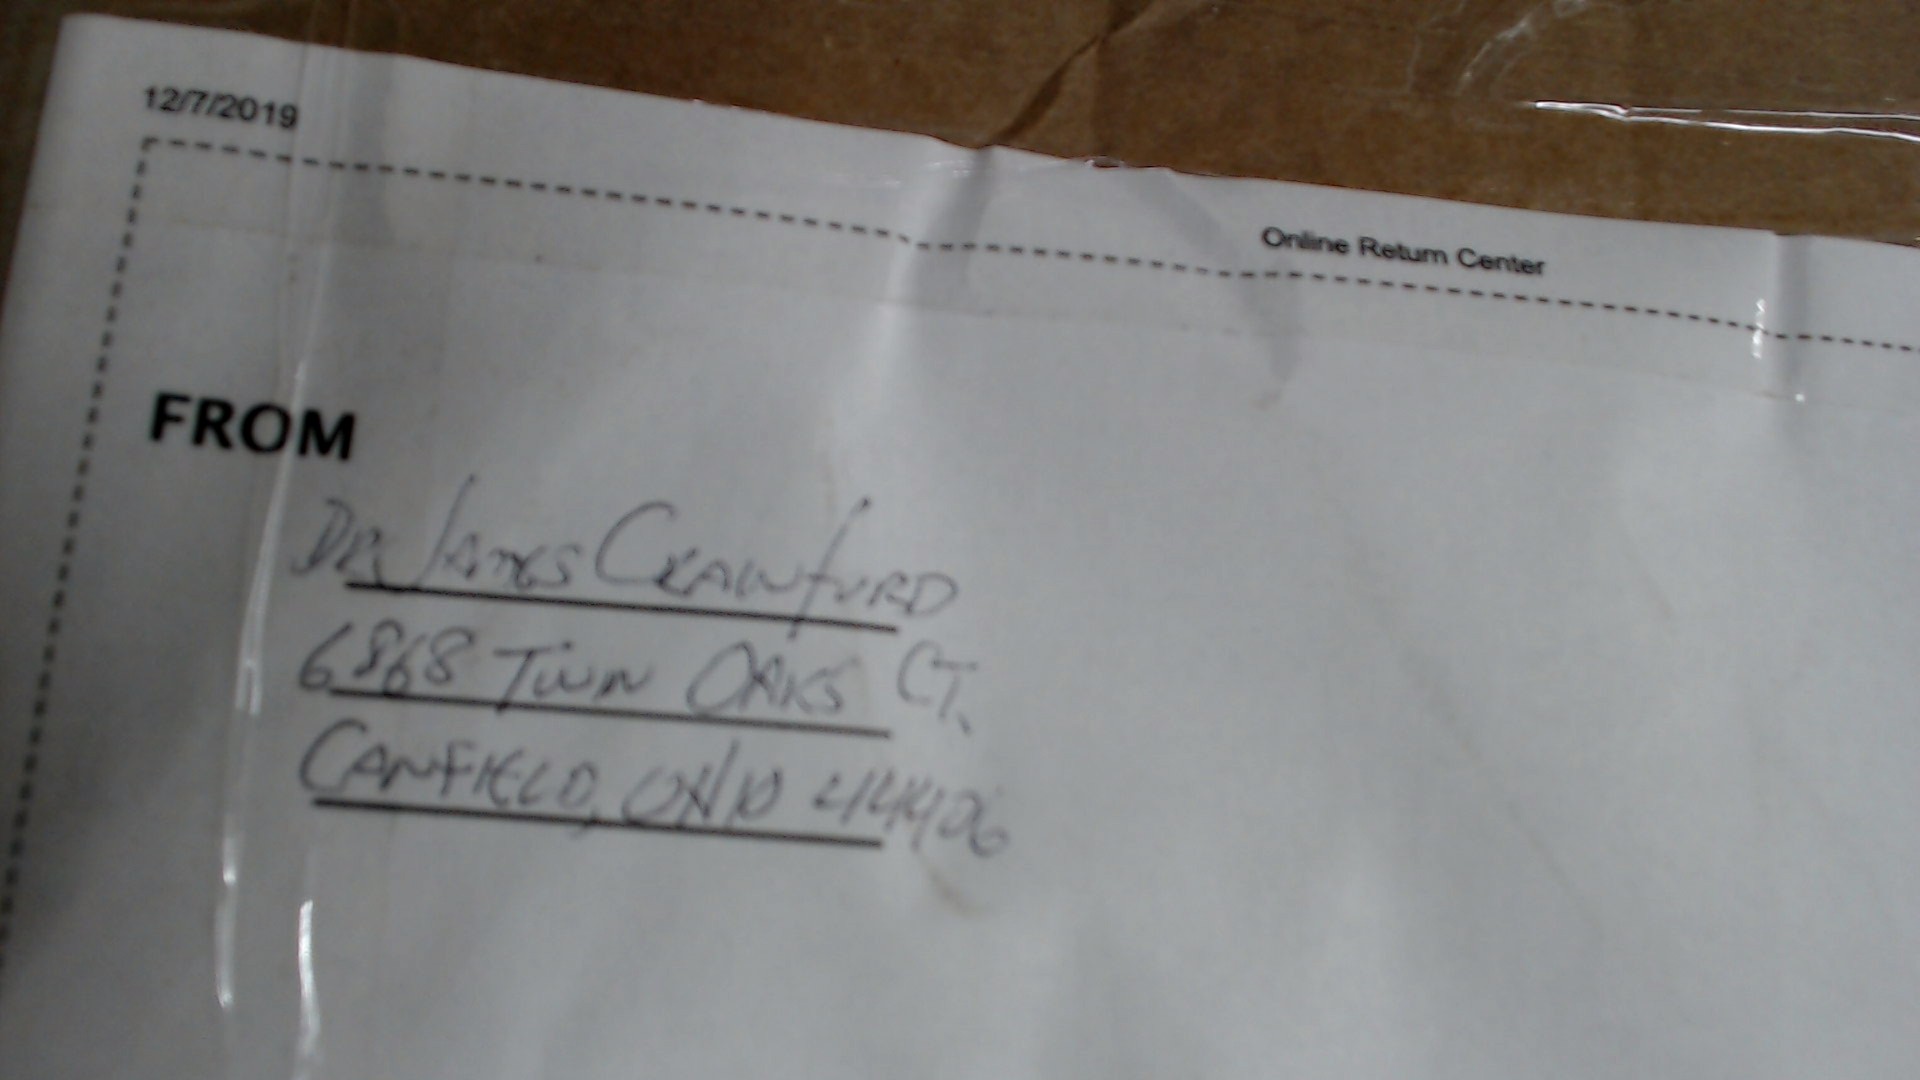 12/7/2019
Online Return Center
FROM
DR. JAMES CRAWFORD
6868 TWIN OAKS CT.
CANFIELD, OHIO 44406